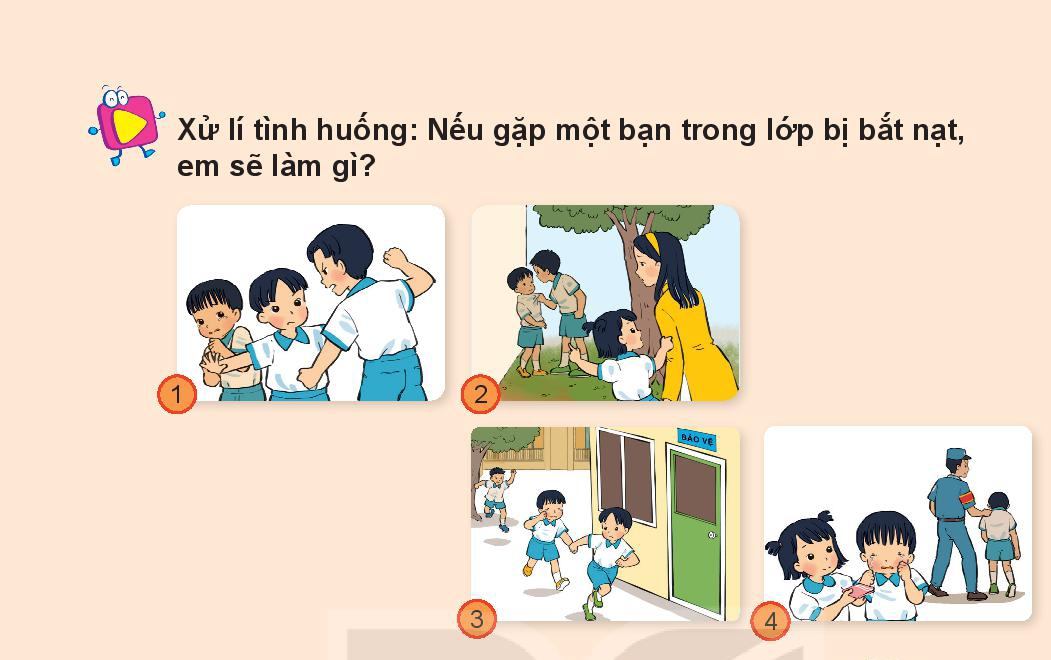 Xử lí tình huống: Nếu gặp một bạn trong lớp bị bắt nạt,
em sẽ làm gì?
1
2
BẢO VỆ
3
4